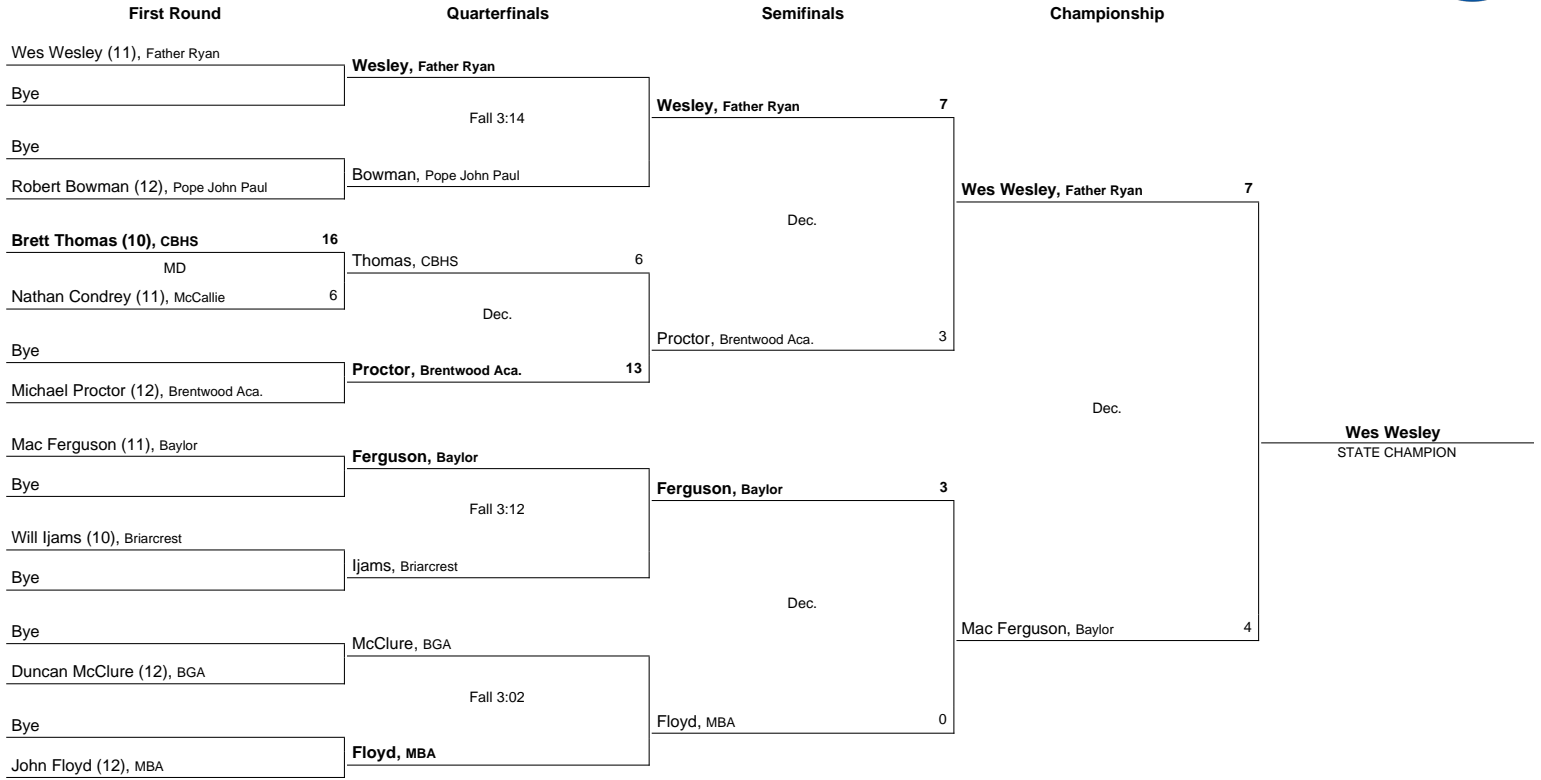 First Round Quarterfinals Semifinals Championship
Wes Wesley (11), Father Ryan
Bye
Bye
Robert Bowman (12), Pope John Paul
Brett Thomas (10), CBHS 16
MD
Nathan Condrey (11), McCallie 6
Bye
Michael Proctor (12), Brentwood Aca.
Mac Ferguson (11), Baylor
Bye
Will Ijams (10), Briarcrest
Bye
Bye
Duncan McClure (12), BGA
Bye
John Floyd (12), MBA
Wesley, Father Ryan
Fall 3:14
Bowman, Pope John Paul
Thomas, CBHS 6
Dec.
Proctor, Brentwood Aca. 13
Ferguson, Baylor
Fall 3:12
Ijams, Briarcrest
McClure, BGA
Fall 3:02
Floyd, MBA
Wesley, Father Ryan 7
Dec.
Proctor, Brentwood Aca. 3
Ferguson, Baylor 3
Dec.
Floyd, MBA 0
Wes Wesley, Father Ryan 7
Dec.
Mac Ferguson, Baylor 4
Wes Wesley
STATE CHAMPION